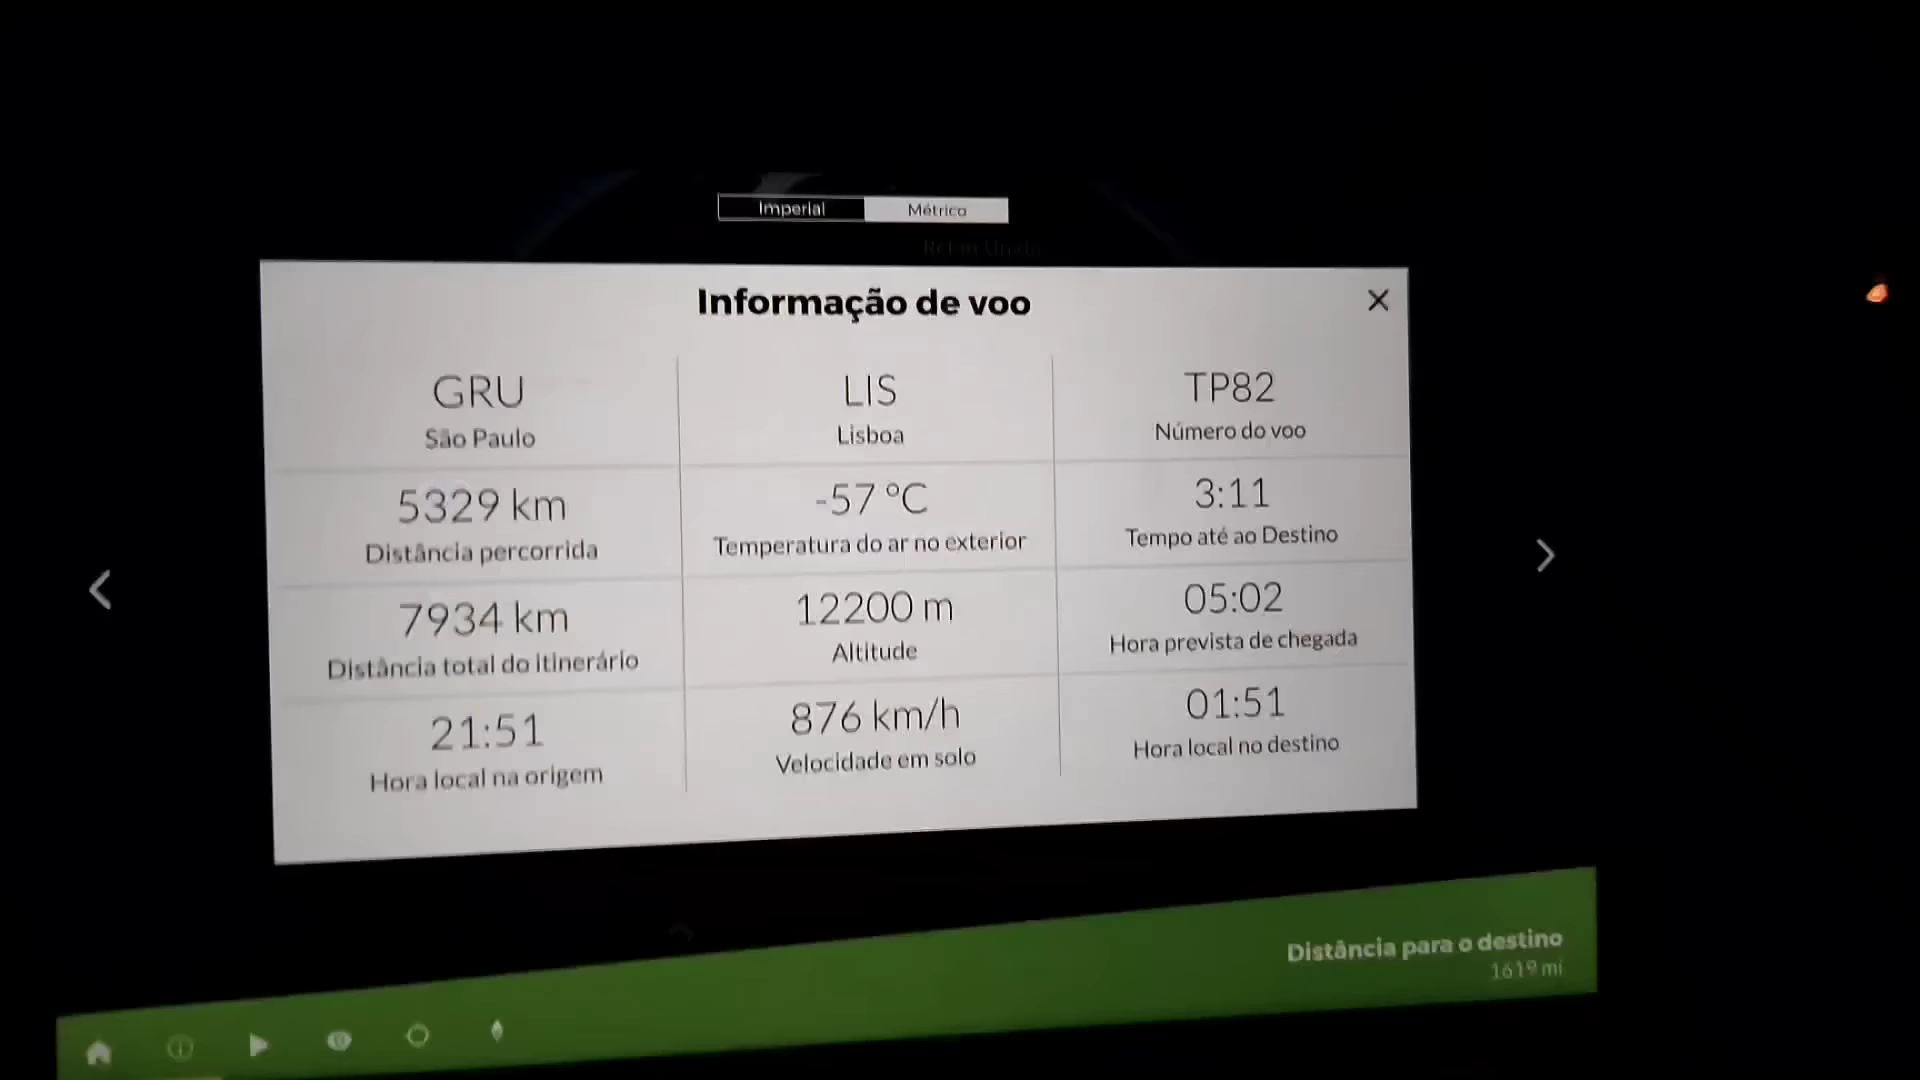 Imperial
Métrico
Informação de voo
GRU
São Paulo
LIS
Lisboa
TP82
Número do voo
5329 km
Distância percorrida
-57 °C
Temperatura do ar no exterior
3:11
Tempo até ao Destino
7934 km
Distância total do itinerário
12200 m
Altitude
05:02
Hora prevista de chegada
21:51
Hora local na origem
876 km/h
Velocidade em solo
01:51
Hora local no destino
Distância para o destino
1619 mi